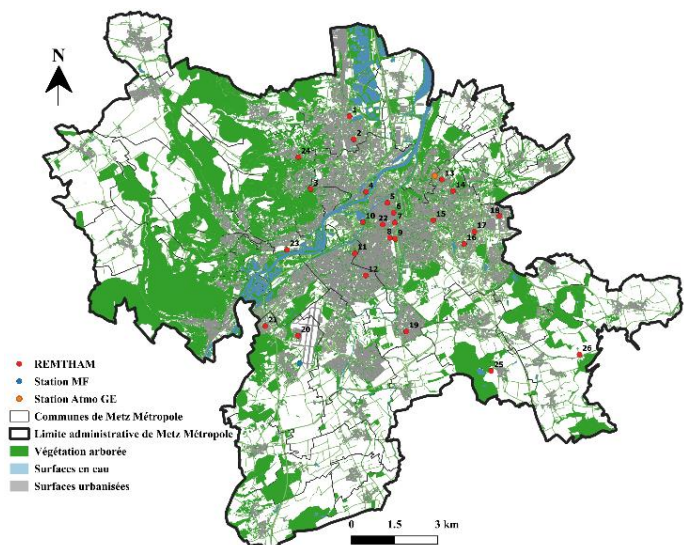 N
1
2
24
3
13
14
4
5
6
10
22
7
15
18
17
8
9
16
23
11
12
21
20
19
26
25
REMTHAM
Station MF
Station Atmo GE
Communes de Metz Métropole
Limite administrative de Metz Métropole
Végétation arborée
Surfaces en eau
Surfaces urbanisées
0 1.5 3 km